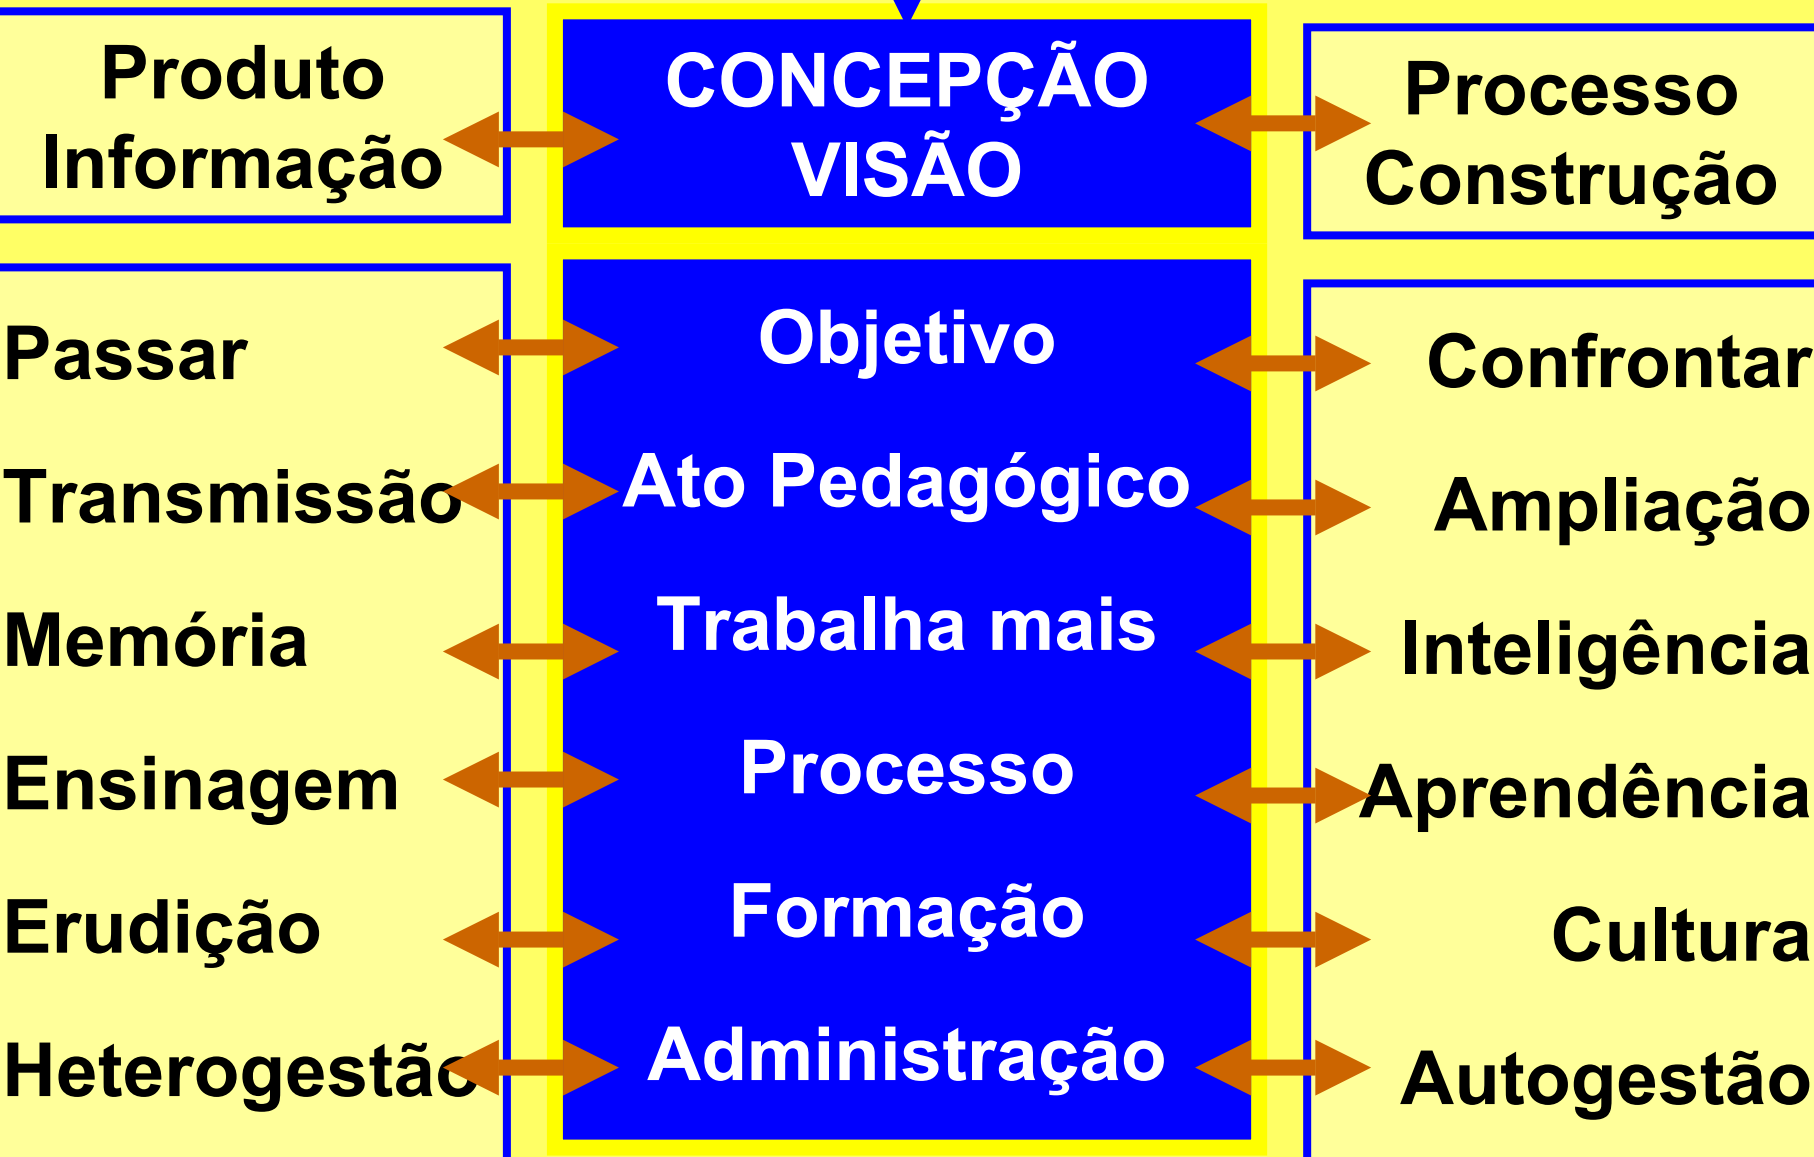 Produto
Informação
CONCEPÇÃO
VISÃO
Processo
Construção
Passar
Objetivo
Confrontar
Transmissão
Ato Pedagógico
Ampliação
Memória
Trabalha mais
Inteligência
Ensinagem
Processo
Aprendência
Erudição
Formação
Cultura
Heterogestão
Administração
Autogestão